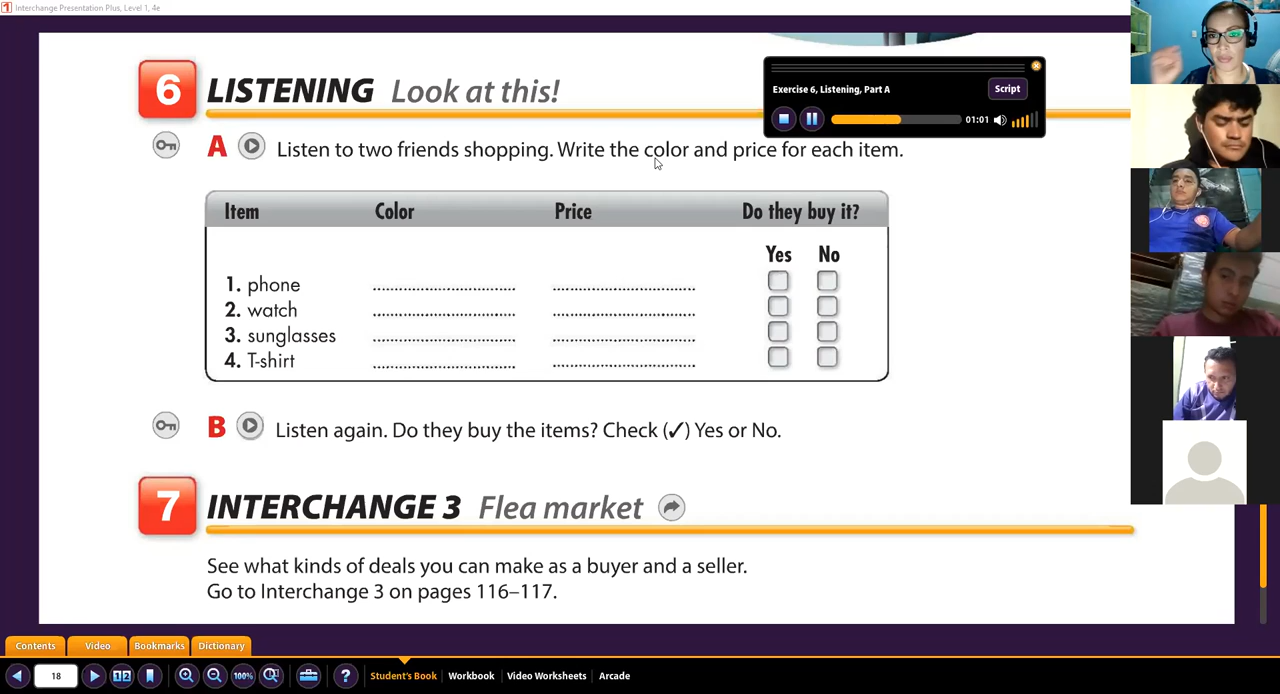 Interchange Presentation Plus, Level 1, 4e
6 LISTENING Look at this!
Exercise 6, Listening, Part A
Script
01:01
A Listen to two friends shopping. Write the color and price for each item.
Item Color Price Do they buy it?
Yes No
1. phone ........................................ ........................................
2. watch ........................................ ........................................
3. sunglasses ........................................ ........................................
4. T-shirt ........................................ ........................................
B Listen again. Do they buy the items? Check (✓) Yes or No.
7 INTERCHANGE 3 Flea market
See what kinds of deals you can make as a buyer and a seller.
Go to Interchange 3 on pages 116–117.
Contents Video Bookmarks Dictionary
18 1 2 100% ? Student's Book Workbook Video Worksheets Arcade